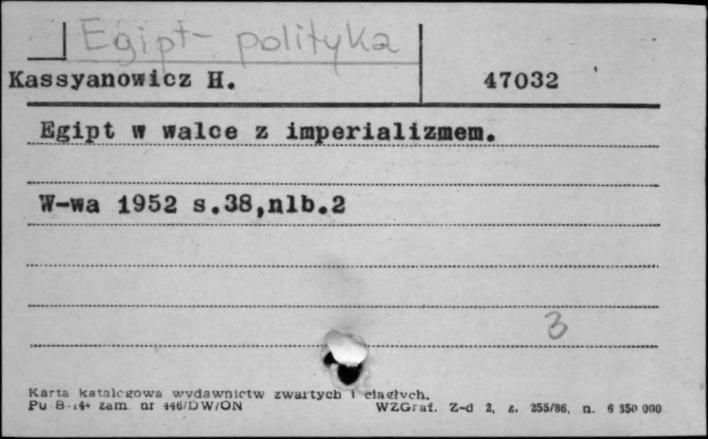 Egipt - polityka
Kassyanowicz H. 47032
Egipt w walce z imperializmem.
W-wa 1952 s.38,nlb.2
3
Karta katalogowa wydawnictw zwartych i ciągłych.
Pu-B-14 zam. nr 446/DW/ON WZGraf. Z-d 2, z. 255/86, n. 6 350 000